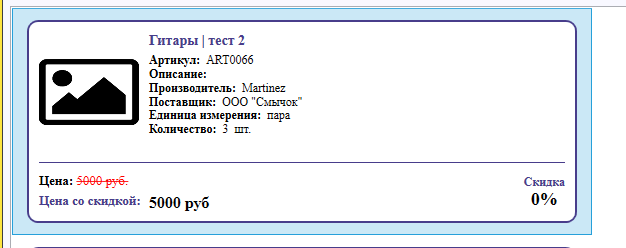 Гитары | тест 2
Артикул: ART0066
Описание:
Производитель: Martinez
Поставщик: ООО "Смычок"
Единица измерения: пара
Количество: 3 шт.
Цена: 5000 руб.
Скидка
Цена со скидкой: 5000 руб
0%